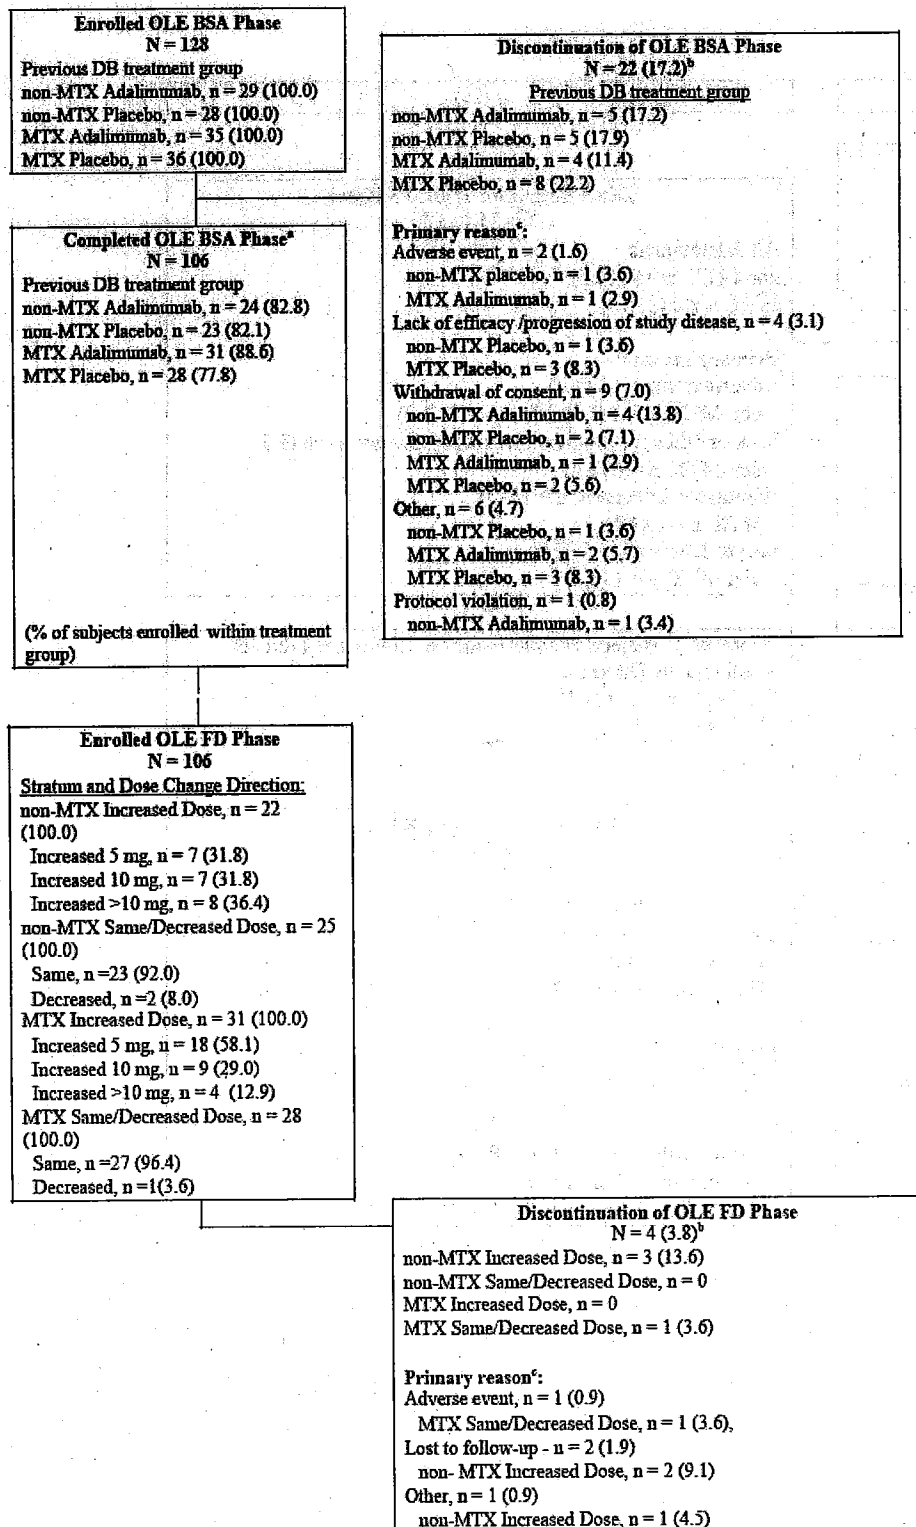 Enrolled OLE BSA Phase
N = 128
Previous DB treatment group
non-MTX Adalimumab, n = 29 (100.0)
non-MTX Placebo, n = 28 (100.0)
MTX Adalimumab, n = 35 (100.0)
MTX Placebo, n = 36 (100.0)
Discontinuation of OLE BSA Phase
N = 22 (17.2)ᵇ
Previous DB treatment group
non-MTX Adalimumab, n = 5 (17.2)
non-MTX Placebo, n = 5 (17.9)
MTX Adalimumab, n = 4 (11.4)
MTX Placebo, n = 8 (22.2)
Primary reasonᶜ:
Adverse event, n = 2 (1.6)
non-MTX placebo, n = 1 (3.6)
MTX Adalimumab, n = 1 (2.9)
Lack of efficacy /progression of study disease, n = 4 (3.1)
non-MTX Placebo, n = 1 (3.6)
MTX Placebo, n = 3 (8.3)
Withdrawal of consent, n = 9 (7.0)
non-MTX Adalimumab, n = 4 (13.8)
non-MTX Placebo, n = 2 (7.1)
MTX Adalimumab, n = 1 (2.9)
MTX Placebo, n = 2 (5.6)
Other, n = 6 (4.7)
non-MTX Placebo, n = 1 (3.6)
MTX Adalimumab, n = 2 (5.7)
MTX Placebo, n = 3 (8.3)
Protocol violation, n = 1 (0.8)
non-MTX Adalimumab, n = 1 (3.4)
Completed OLE BSA Phaseᵃ
N = 106
Previous DB treatment group
non-MTX Adalimumab, n = 24 (82.8)
non-MTX Placebo, n = 23 (82.1)
MTX Adalimumab, n = 31 (88.6)
MTX Placebo, n = 28 (77.8)
(% of subjects enrolled within treatment
group)
Enrolled OLE FD Phase
N = 106
Stratum and Dose Change Direction:
non-MTX Increased Dose, n = 22
(100.0)
Increased 5 mg, n = 7 (31.8)
Increased 10 mg, n = 7 (31.8)
Increased >10 mg, n = 8 (36.4)
non-MTX Same/Decreased Dose, n = 25
(100.0)
Same, n =23 (92.0)
Decreased, n =2 (8.0)
MTX Increased Dose, n = 31 (100.0)
Increased 5 mg, n = 18 (58.1)
Increased 10 mg, n = 9 (29.0)
Increased >10 mg, n = 4 (12.9)
MTX Same/Decreased Dose, n = 28
(100.0)
Same, n =27 (96.4)
Decreased, n =1(3.6)
Discontinuation of OLE FD Phase
N = 4 (3.8)ᵇ
non-MTX Increased Dose, n = 3 (13.6)
non-MTX Same/Decreased Dose, n = 0
MTX Increased Dose, n = 0
MTX Same/Decreased Dose, n = 1 (3.6)
Primary reasonᶜ:
Adverse event, n = 1 (0.9)
MTX Same/Decreased Dose, n = 1 (3.6),
Lost to follow-up - n = 2 (1.9)
non- MTX Increased Dose, n = 2 (9.1)
Other, n = 1 (0.9)
non-MTX Increased Dose, n = 1 (4.5)